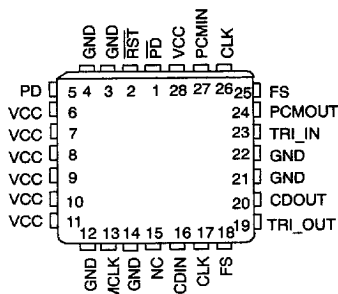 GND GND RST PD VCC PCMIN CLK
4 3 2 1 28 27 26
PD 5 25 FS
VCC 6 24 PCMOUT
VCC 7 23 TRI_IN
VCC 8 22 GND
VCC 9 21 GND
VCC 10 20 CDOUT
VCC 11 19 TRI_OUT
12 13 14 15 16 17 18
GND MCLK GND NC CDIN CLK FS